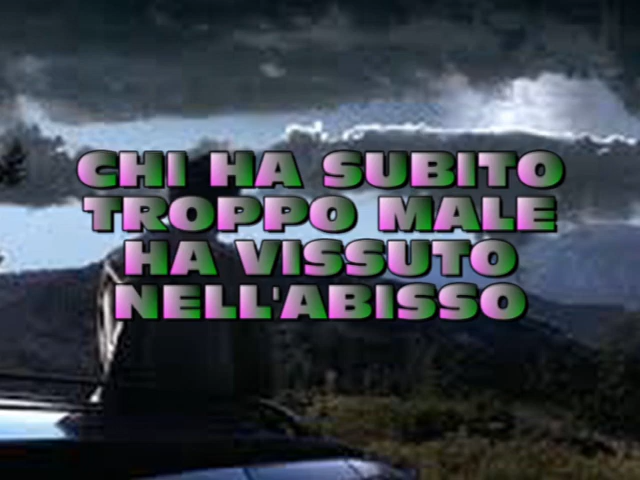 CHI HA SUBITO
TROPPO MALE
HA VISSUTO
NELL'ABISSO